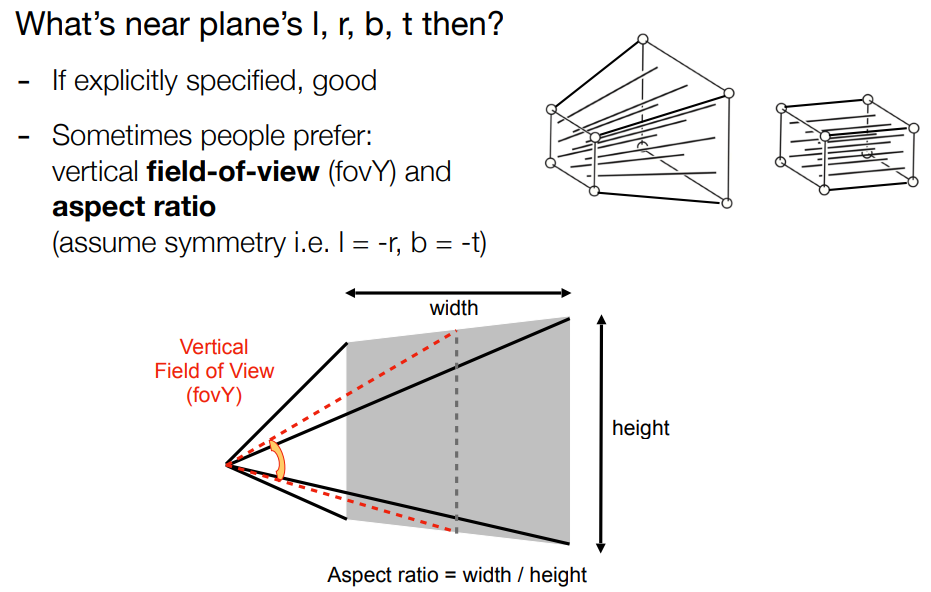 What's near plane's l, r, b, t then?
- If explicitly specified, good
- Sometimes people prefer:
vertical field-of-view (fovY) and
aspect ratio
(assume symmetry i.e. l = -r, b = -t)
width
Vertical
Field of View
(fovY)
height
Aspect ratio = width / height